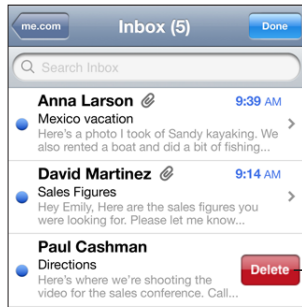 me.com
Inbox (5)
Done
Search Inbox
Anna Larson
9:39 AM
Mexico vacation
Here's a photo I took of Sandy kayaking. We
also rented a boat and did a bit of fishing...
David Martinez
9:14 AM
Sales Figures
Hey Emily, Here are the sales figures you
were looking for. Please let me know...
Paul Cashman
Directions
Delete
Here's where we're shooting the
video for the sales conference. Call...